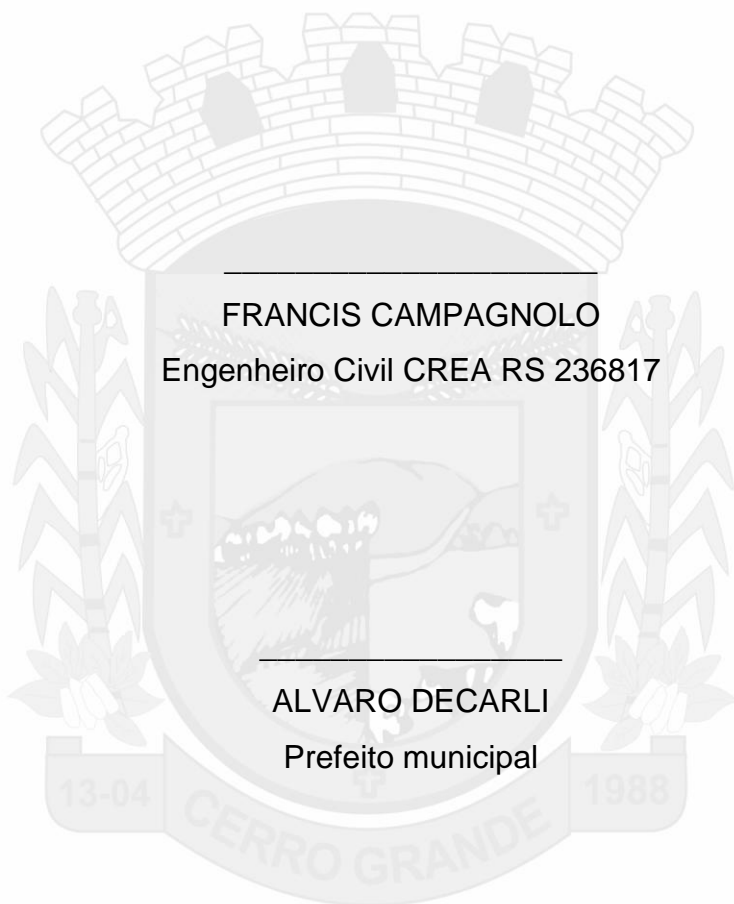 FRANCIS CAMPAGNOLO
Engenheiro Civil CREA RS 236817
ALVARO DECARLI
Prefeito municipal
13-04
CERRO GRANDE
1988